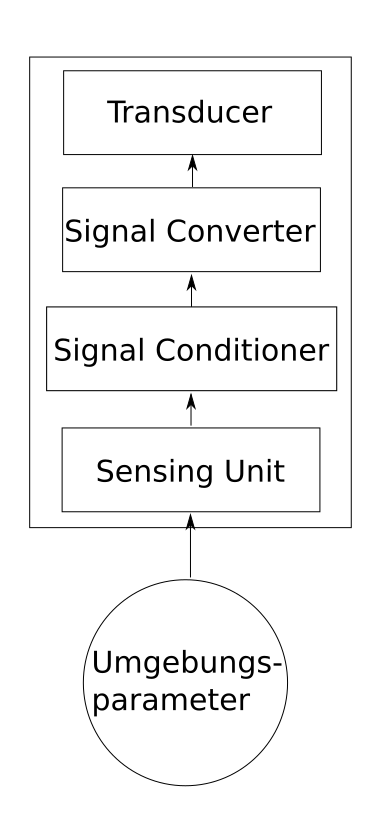 Transducer
Signal Converter
Signal Conditioner
Sensing Unit
Umgebungs-
parameter